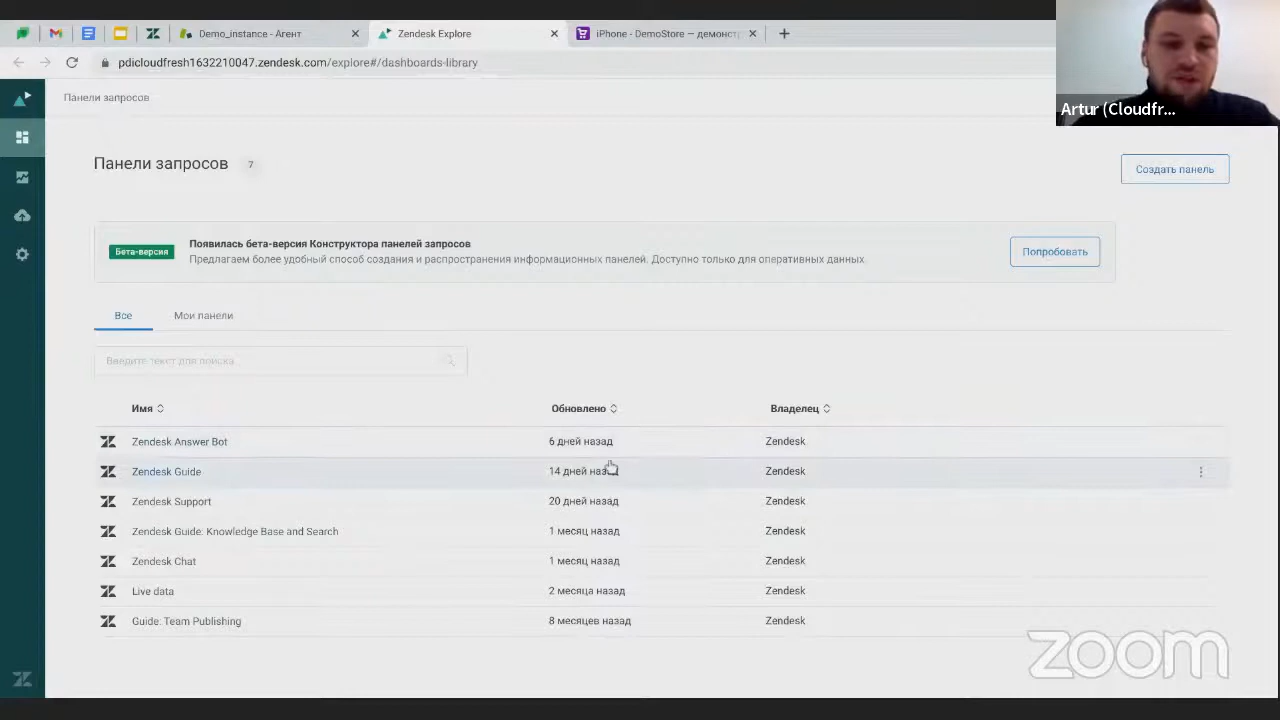 Demo_instance - Агент
Zendesk Explore
iPhone - DemoStore — демонст
pdicloudfresh1632210047.zendesk.com/explore#/dashboards-library
Artur (Cloudfr...
Панели запросов
Панели запросов 7
Создать панель
Бета-версия
Появилась бета-версия Конструктора панелей запросов
Предлагаем более удобный способ создания и распространения информационных панелей. Доступно только для оперативных данных
Попробовать
Все Мои панели
Введите текст для поиска...
Имя Обновлено Владелец
Zendesk Answer Bot 6 дней назад Zendesk
Zendesk Guide 14 дней назад Zendesk
Zendesk Support 20 дней назад Zendesk
Zendesk Guide: Knowledge Base and Search 1 месяц назад Zendesk
Zendesk Chat 1 месяц назад Zendesk
Live data 2 месяца назад Zendesk
Guide: Team Publishing 8 месяцев назад Zendesk
zoom